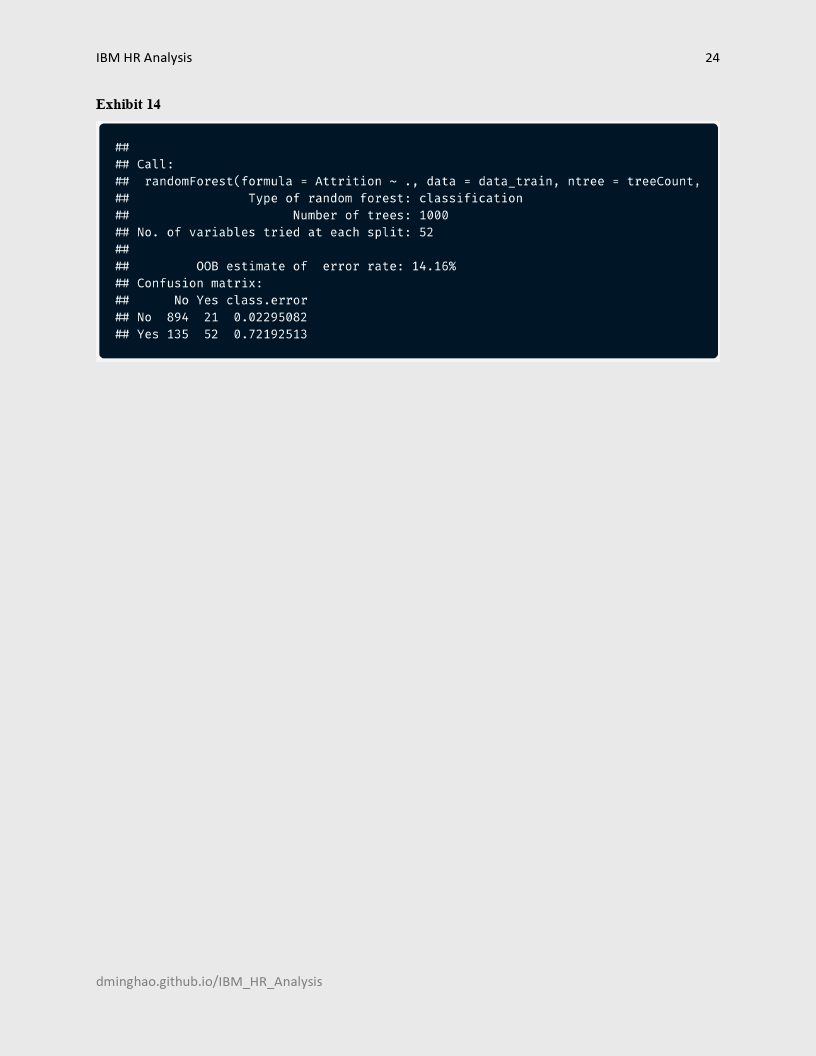 IBM HR Analysis 24
Exhibit 14
##
## Call:
##  randomForest(formula = Attrition ~ ., data = data_train, ntree = treeCount,
##                Type of random forest: classification
##                      Number of trees: 1000
## No. of variables tried at each split: 52
##
##         OOB estimate of  error rate: 14.16%
## Confusion matrix:
##      No Yes class.error
## No  894  21  0.02295082
## Yes 135  52  0.72192513
dminghao.github.io/IBM_HR_Analysis